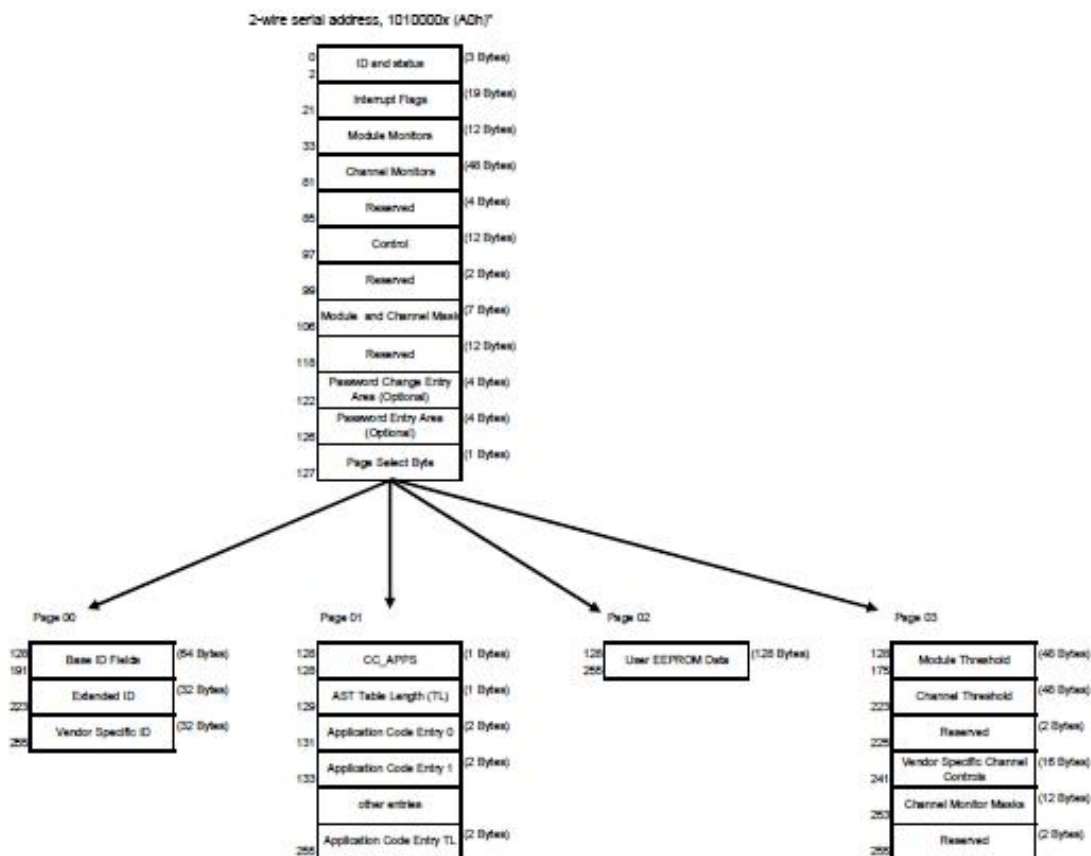 2-wire serial address, 1010000x (A0h)"
0
2
ID and status
(3 Bytes)
21
Interrupt Flags
(19 Bytes)
33
Module Monitors
(12 Bytes)
81
Channel Monitors
(48 Bytes)
85
Reserved
(4 Bytes)
97
Control
(12 Bytes)
99
Reserved
(2 Bytes)
106
Module and Channel Mask
(7 Bytes)
118
Reserved
(12 Bytes)
122
Password Change Entry
Area (Optional)
(4 Bytes)
126
Password Entry Area
(Optional)
(4 Bytes)
127
Page Select Byte
(1 Bytes)
Page 00
128
191
Base ID Fields
(64 Bytes)
223
Extended ID
(32 Bytes)
255
Vendor Specific ID
(32 Bytes)
Page 01
128
128
CC_APPS
(1 Bytes)
129
AST Table Length (TL)
(1 Bytes)
131
Application Code Entry 0
(2 Bytes)
133
Application Code Entry 1
(2 Bytes)
other entries
255
Application Code Entry TL
(2 Bytes)
Page 02
128
255
User EEPROM Data
(128 Bytes)
Page 03
128
175
Module Threshold
(48 Bytes)
223
Channel Threshold
(48 Bytes)
225
Reserved
(2 Bytes)
241
Vendor Specific Channel
Controls
(16 Bytes)
253
Channel Monitor Masks
(12 Bytes)
255
Reserved
(2 Bytes)